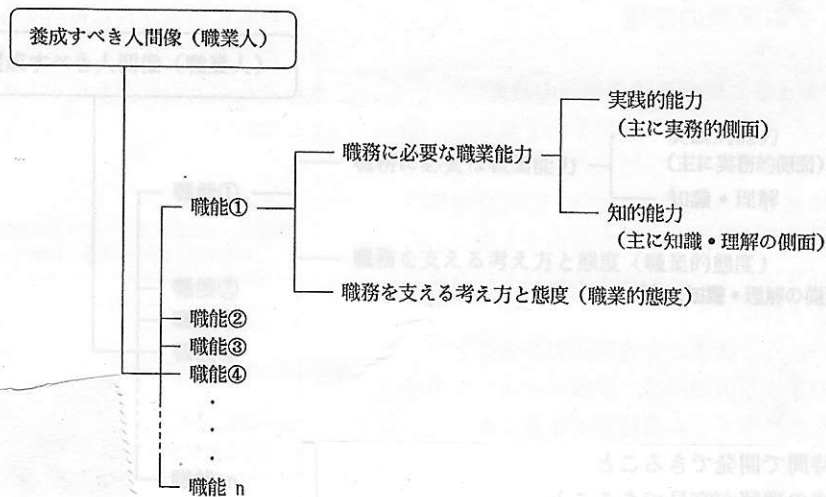 養成すべき人間像（職業人）
実践的能力
（主に実務的側面）
職務に必要な職業能力
職能①
知的能力
（主に知識・理解の側面）
職務を支える考え方と態度（職業的態度）
職能②
職能③
職能④
・
・
・
職能 n